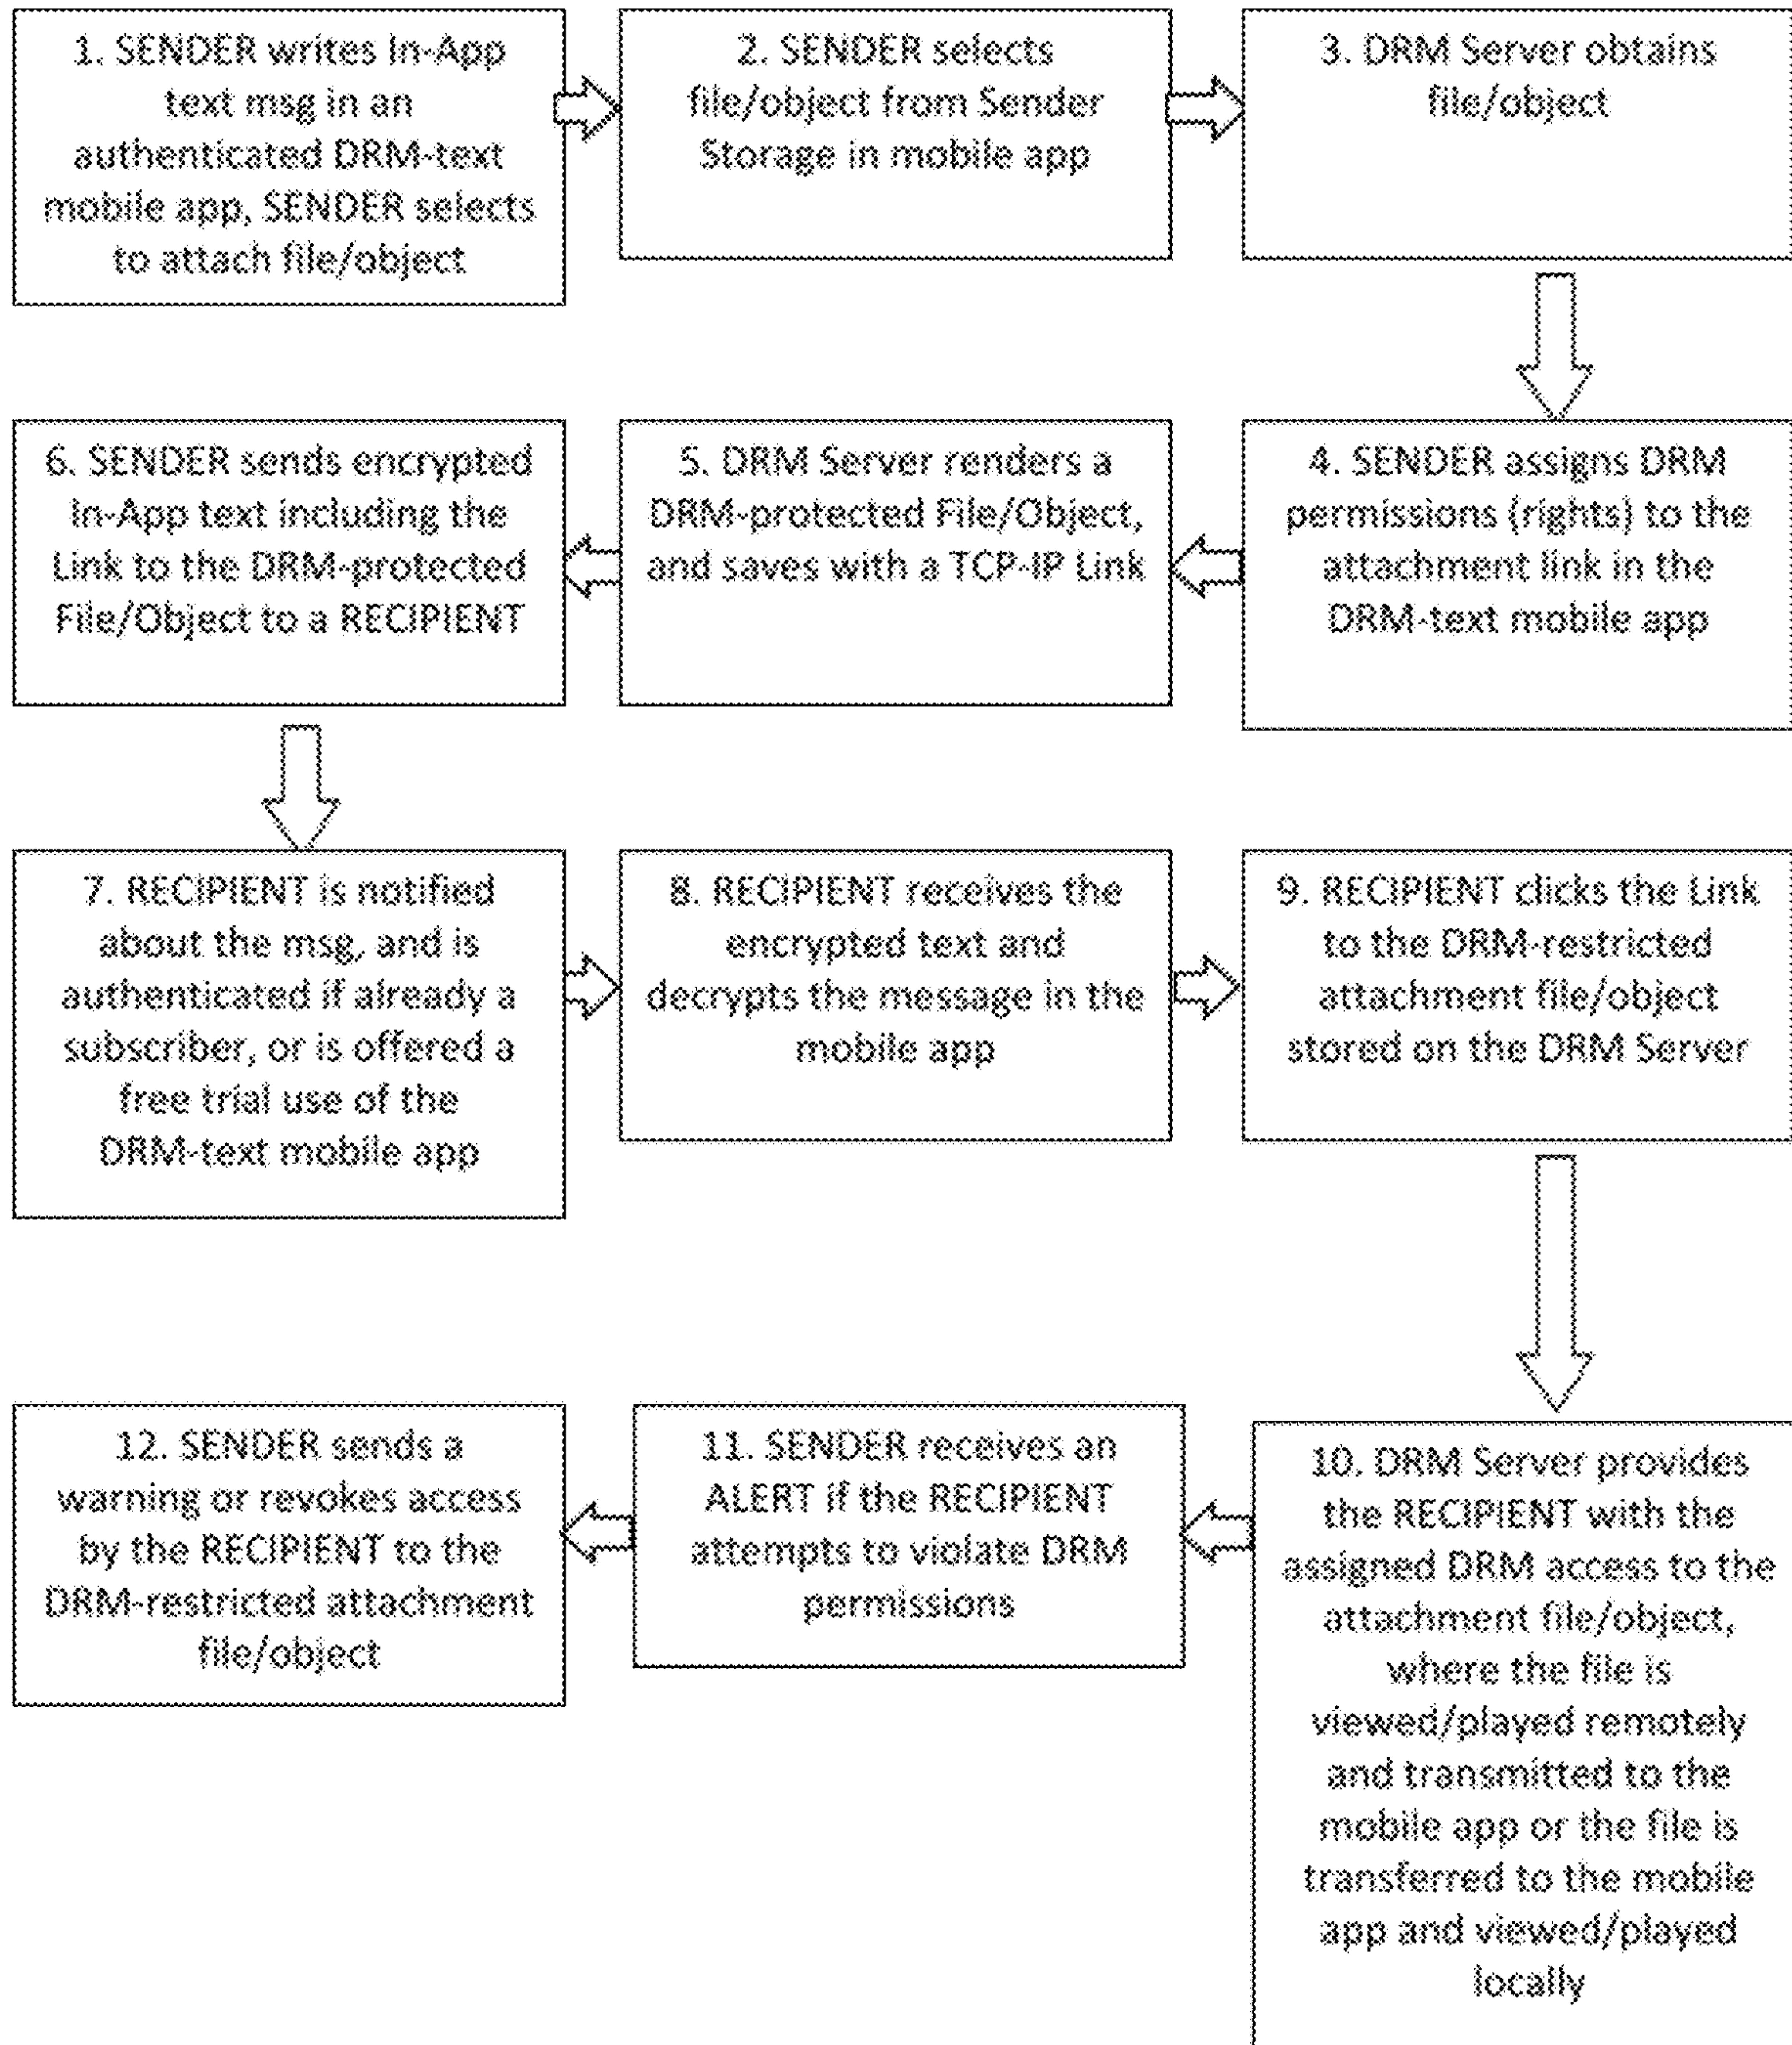 1. SENDER writes In-App
text msg in an
authenticated DRM-text
mobile app, SENDER selects
to attach file/object
2. SENDER selects
file/object from Sender
Storage in mobile app
3. DRM Server obtains
file/object
4. SENDER assigns DRM
permissions (rights) to the
attachment link in the
DRM-text mobile app
5. DRM Server renders a
DRM-protected File/Object,
and saves with a TCP-IP Link
6. SENDER sends encrypted
In-App text including the
Link to the DRM-protected
File/Object to a RECIPIENT
7. RECIPIENT is notified
about the msg, and is
authenticated if already a
subscriber, or is offered a
free trial use of the
DRM-text mobile app
8. RECIPIENT receives the
encrypted text and
decrypts the message in the
mobile app
9. RECIPIENT clicks the Link
to the DRM-restricted
attachment file/object
stored on the DRM Server
10. DRM Server provides
the RECIPIENT with the
assigned DRM access to the
attachment file/object,
where the file is
viewed/played remotely
and transmitted to the
mobile app or the file is
transferred to the mobile
app and viewed/played
locally
11. SENDER receives an
ALERT if the RECIPIENT
attempts to violate DRM
permissions
12. SENDER sends a
warning or revokes access
by the RECIPIENT to the
DRM-restricted attachment
file/object